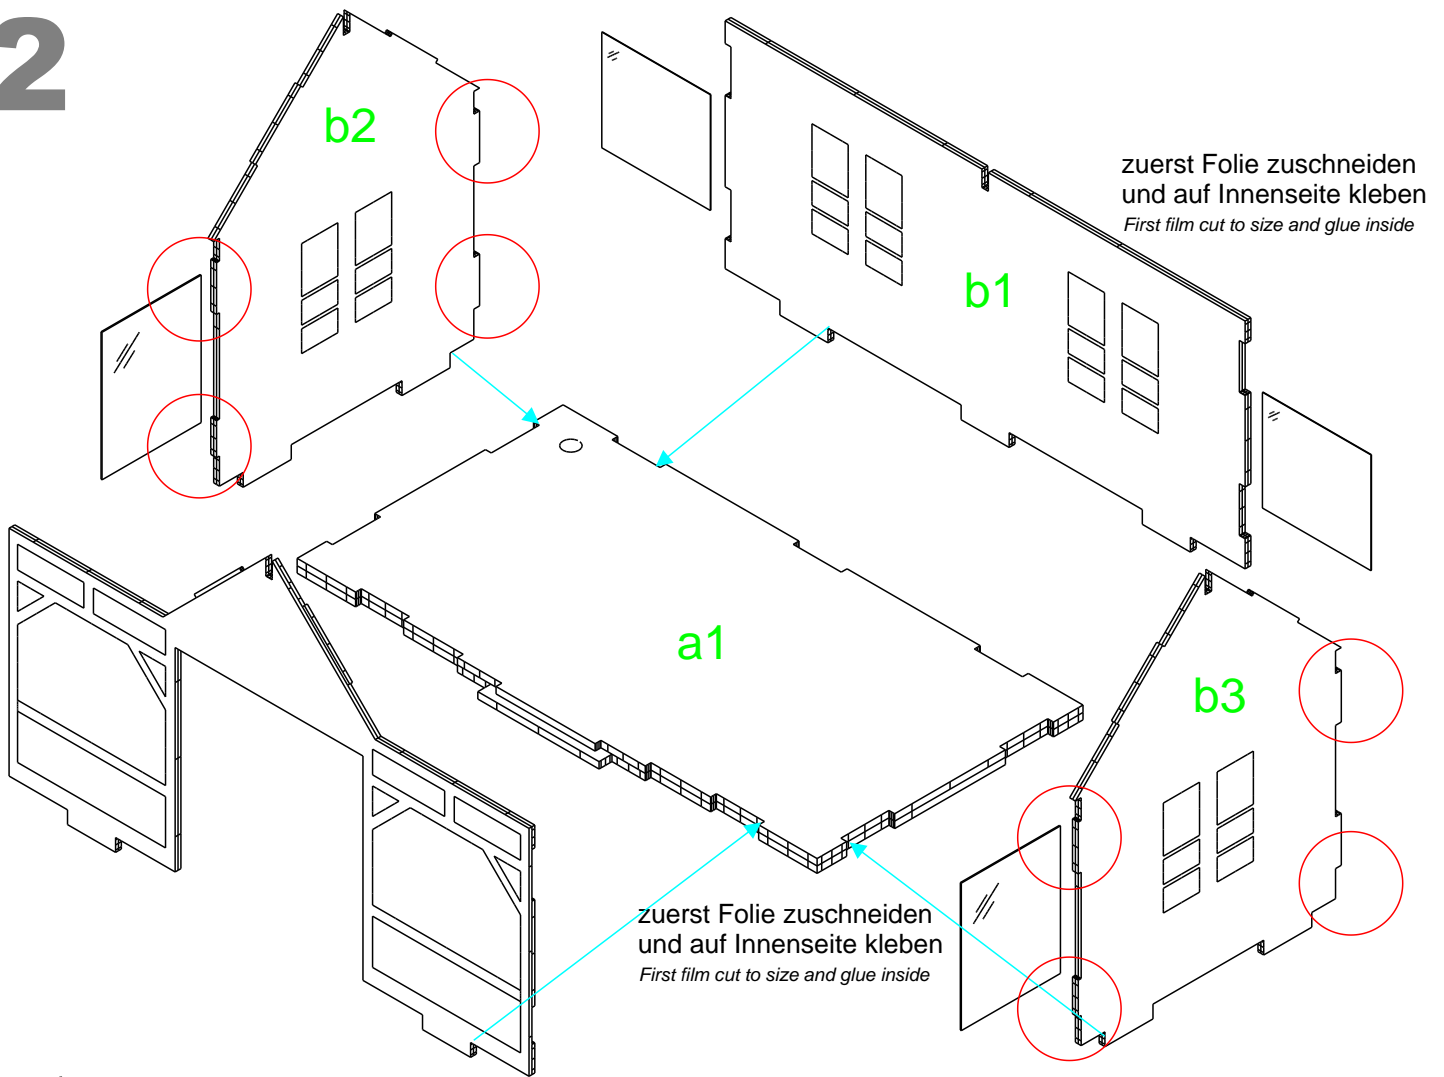 2
b2
zuerst Folie zuschneiden
und auf Innenseite kleben
First film cut to size and glue inside
b1
a1
b3
zuerst Folie zuschneiden
und auf Innenseite kleben
First film cut to size and glue inside